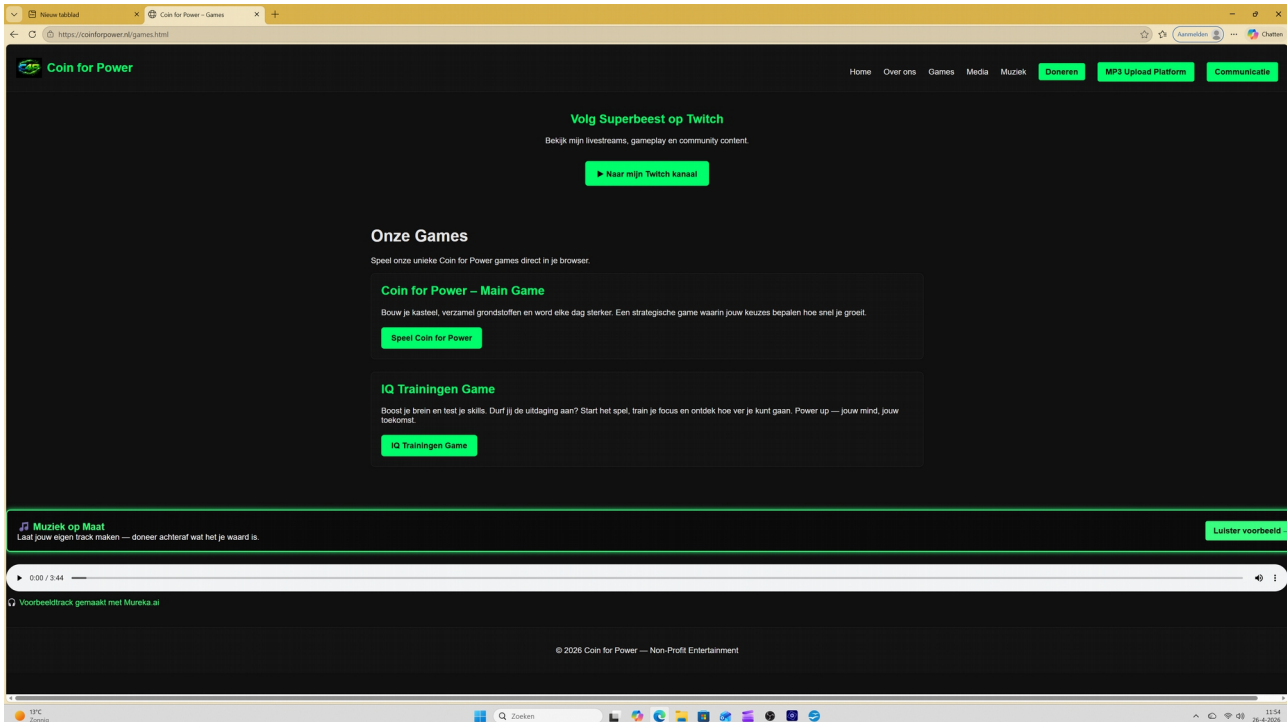 Nieuw tabblad
Coin for Power – Games
https://coinforpower.nl/games.html
Aanmelden
Chatten
Coin for Power
Home Over ons Games Media Muziek Doneren MP3 Upload Platform Communicatie
Volg Superbeest op Twitch
Bekijk mijn livestreams, gameplay en community content.
▶ Naar mijn Twitch kanaal
Onze Games
Speel onze unieke Coin for Power games direct in je browser.
Coin for Power – Main Game
Bouw je kasteel, verzamel grondstoffen en word elke dag sterker. Een strategische game waarin jouw keuzes bepalen hoe snel je groeit.
Speel Coin for Power
IQ Trainingen Game
Boost je brein en test je skills. Durf jij de uitdaging aan? Start het spel, train je focus en ontdek hoe ver je kunt gaan. Power up — jouw mind, jouw
toekomst.
IQ Trainingen Game
🎵 Muziek op Maat
Laat jouw eigen track maken — doneer achteraf wat het je waard is.
Luister voorbeeld
0:00 / 3:44
🎧 Voorbeeldtrack gemaakt met Mureka.ai
© 2026 Coin for Power — Non-Profit Entertainment
13°C
Zonnig
Zoeken
11:54
26-4-2026